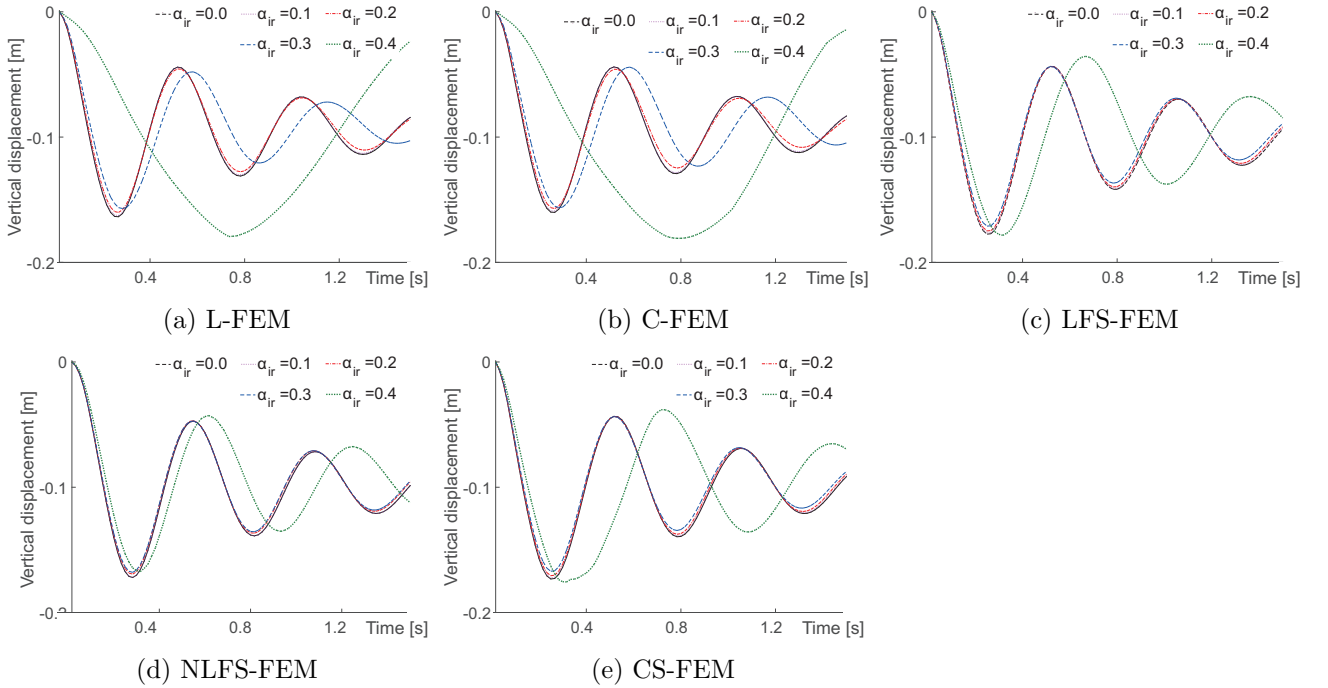 0
α_ir =0.0 α_ir =0.1 α_ir =0.2
α_ir =0.3 α_ir =0.4
Vertical displacement [m]
-0.1
-0.2
0.4 0.8 1.2 Time [s]
(a) L-FEM
0
α_ir =0.0 α_ir =0.1 α_ir =0.2
α_ir =0.3 α_ir =0.4
Vertical displacement [m]
-0.1
-0.2
0.4 0.8 1.2 Time [s]
(b) C-FEM
0
α_ir =0.0 α_ir =0.1 α_ir =0.2
α_ir =0.3 α_ir =0.4
Vertical displacement [m]
-0.1
-0.2
0.4 0.8 1.2 Time [s]
(c) LFS-FEM
0
α_ir =0.0 α_ir =0.1 α_ir =0.2
α_ir =0.3 α_ir =0.4
Vertical displacement [m]
-0.1
0.4 0.8 1.2 Time [s]
(d) NLFS-FEM
0
α_ir =0.0 α_ir =0.1 α_ir =0.2
α_ir =0.3 α_ir =0.4
Vertical displacement [m]
-0.1
-0.2
0.4 0.8 1.2 Time [s]
(e) CS-FEM